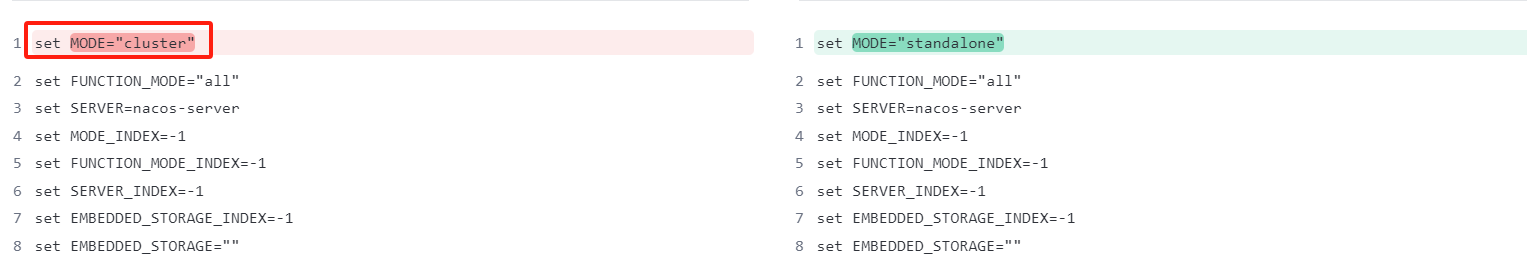 1 set MODE="cluster"
2 set FUNCTION_MODE="all"
3 set SERVER=nacos-server
4 set MODE_INDEX=-1
5 set FUNCTION_MODE_INDEX=-1
6 set SERVER_INDEX=-1
7 set EMBEDDED_STORAGE_INDEX=-1
8 set EMBEDDED_STORAGE=""
1 set MODE="standalone"
2 set FUNCTION_MODE="all"
3 set SERVER=nacos-server
4 set MODE_INDEX=-1
5 set FUNCTION_MODE_INDEX=-1
6 set SERVER_INDEX=-1
7 set EMBEDDED_STORAGE_INDEX=-1
8 set EMBEDDED_STORAGE=""